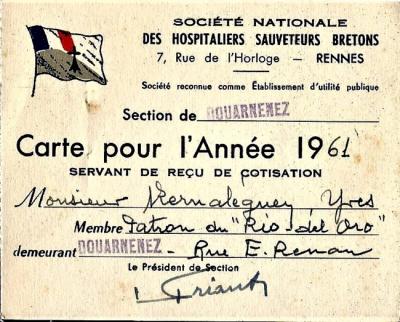 SOCIÉTÉ NATIONALE
DES HOSPITALIERS SAUVETEURS BRETONS
7, Rue de l'Horloge — RENNES
Société reconnue comme Établissement d'utilité publique
Section de DOUARNENEZ
Carte pour l'Année 1961
SERVANT DE REÇU DE COTISATION
Monsieur Kernaleguen, Yves
Membre Patron du "Rio-del Oro"
demeurant DOUARNENEZ - Rue E. Renan
Le Président de Section